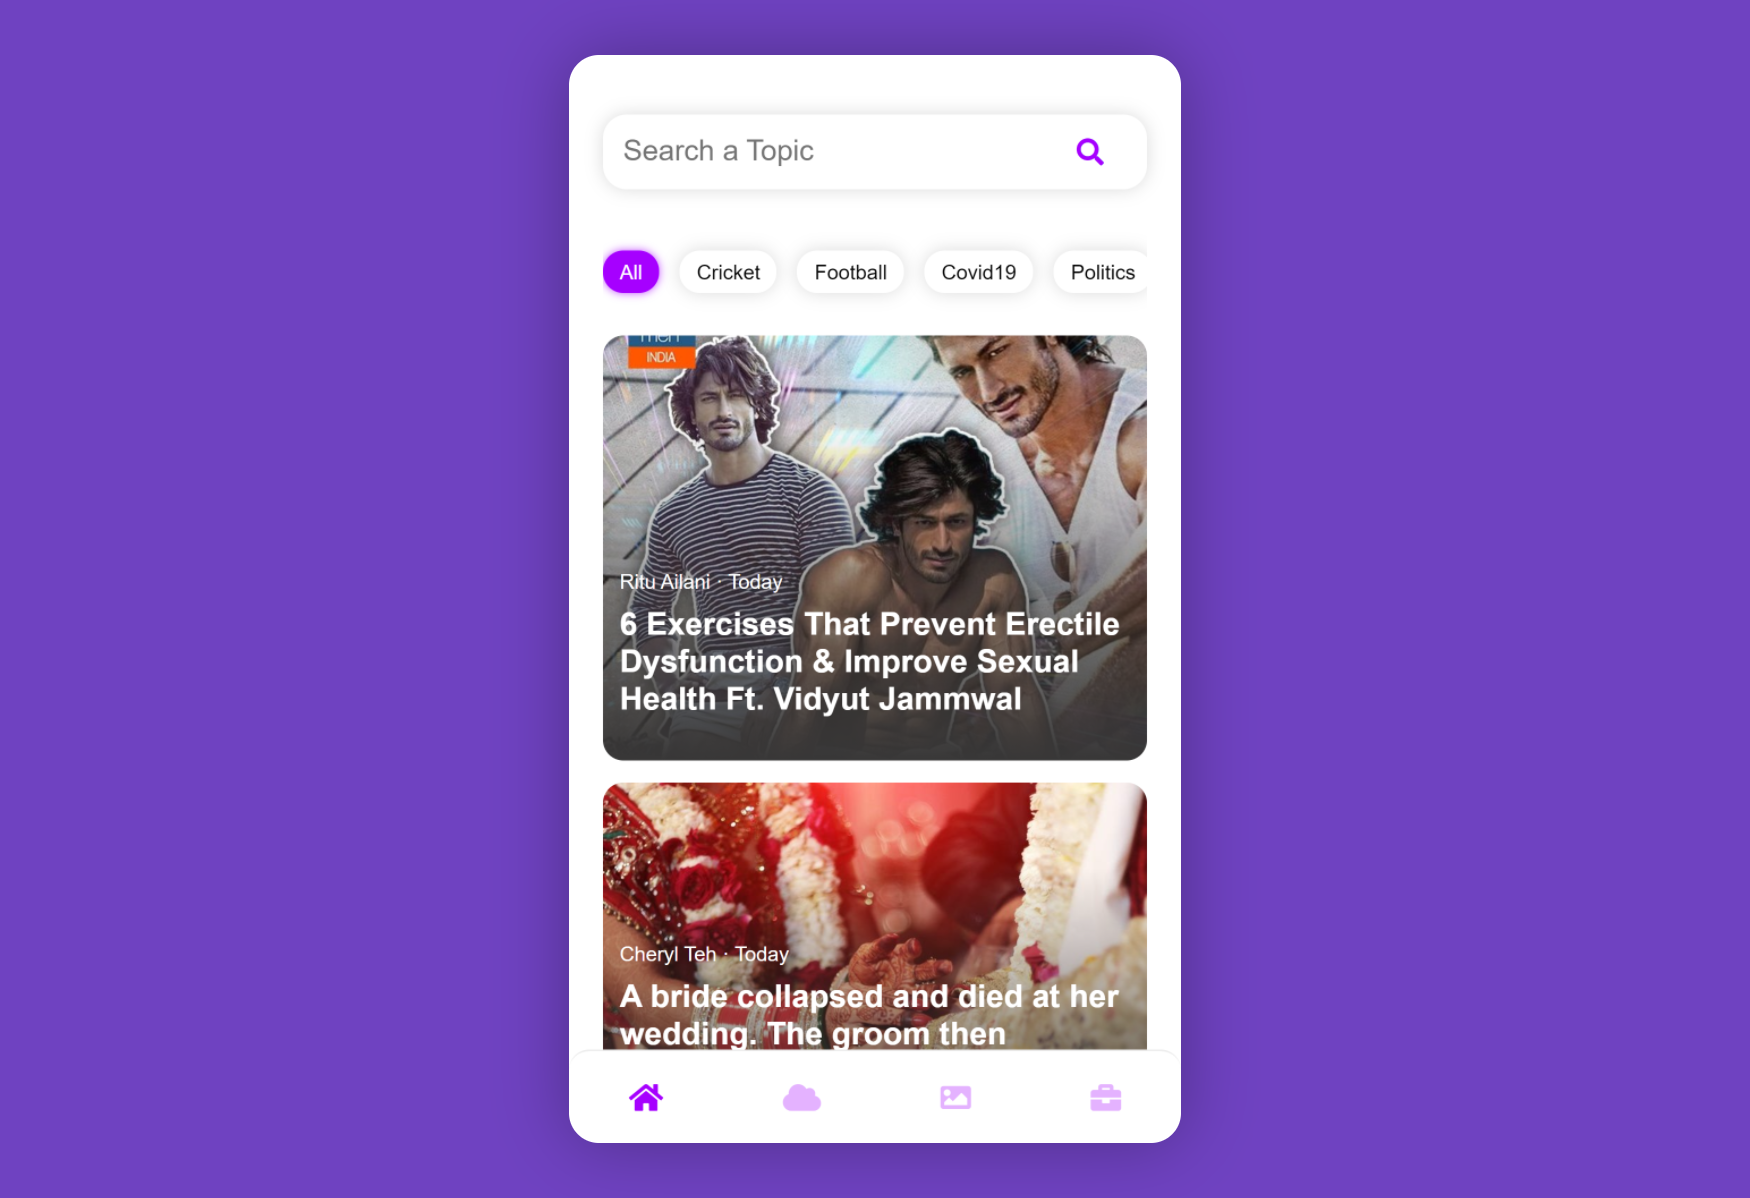 Search a Topic
All Cricket Football Covid19 Politics
men
INDIA
Ritu Ailani · Today
6 Exercises That Prevent Erectile
Dysfunction & Improve Sexual
Health Ft. Vidyut Jammwal
Cheryl Teh · Today
A bride collapsed and died at her
wedding. The groom then